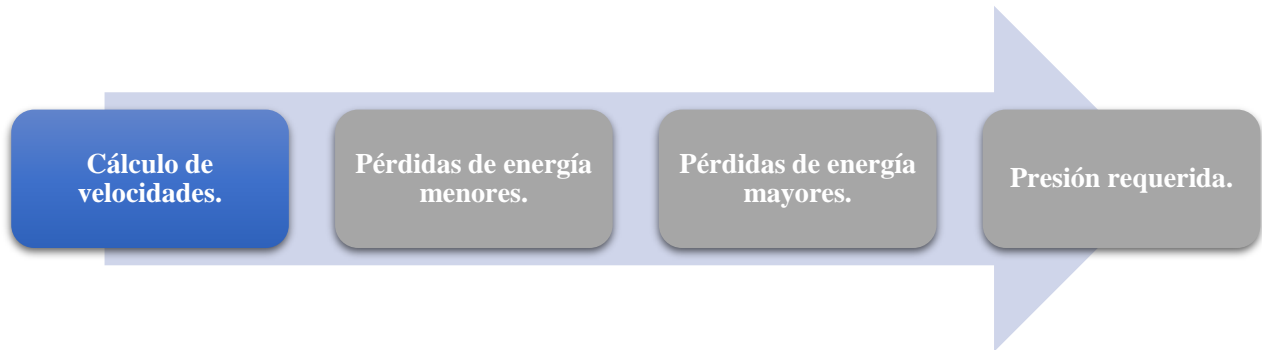 Cálculo de
velocidades.
Pérdidas de energía
menores.
Pérdidas de energía
mayores.
Presión requerida.